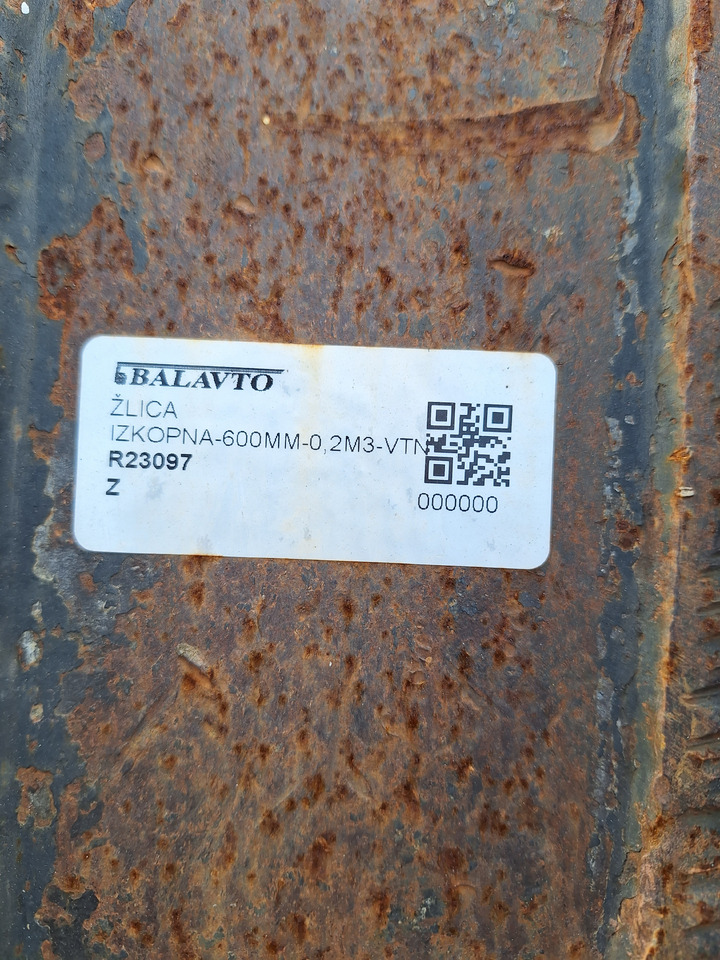 BALAVTO
ŽLICA
IZKOPNA-600MM-0,2M3-VTN
R23097
Z
000000